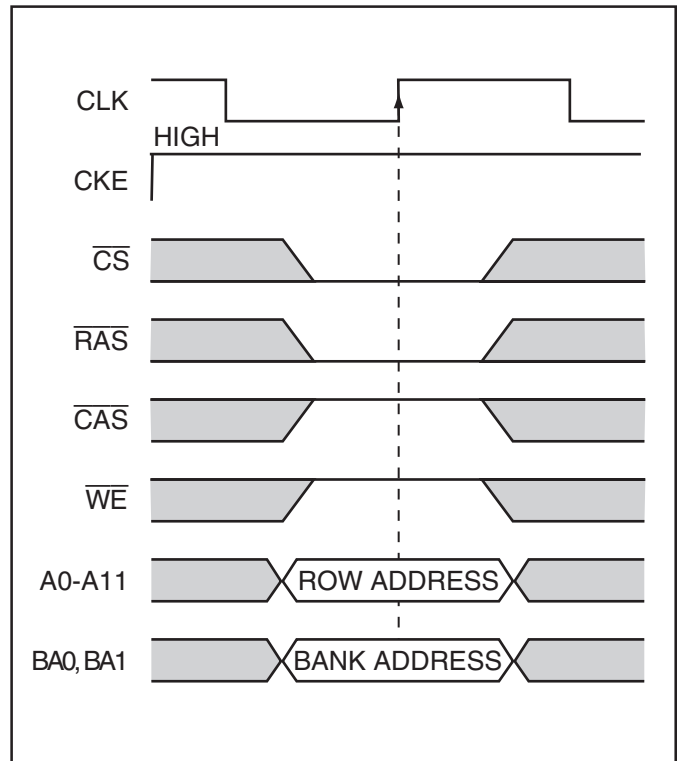 CLK
HIGH
CKE
CS
RAS
CAS
WE
A0-A11 ROW ADDRESS
BA0, BA1 BANK ADDRESS